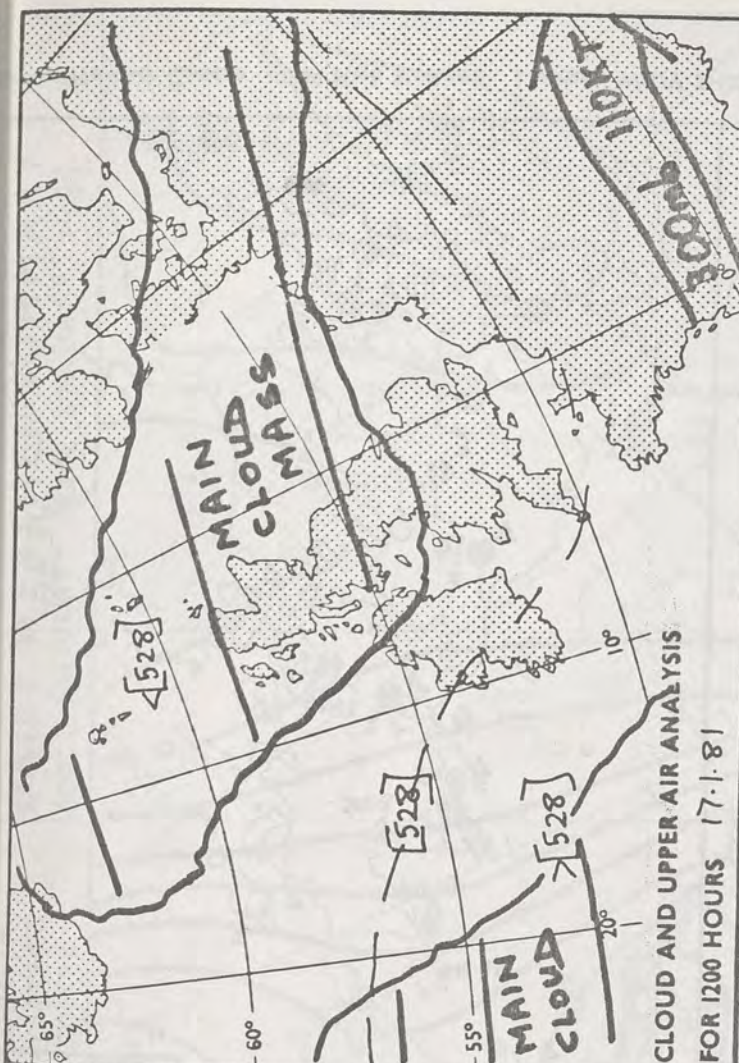 300mb 110KT
MAIN
CLOUD
MASS
<[528]
[528]
>[528]
MAIN
CLOUD
65°
60°
55°
20°
10°
CLOUD AND UPPER AIR ANALYSIS
FOR 1200 HOURS 17.1.81